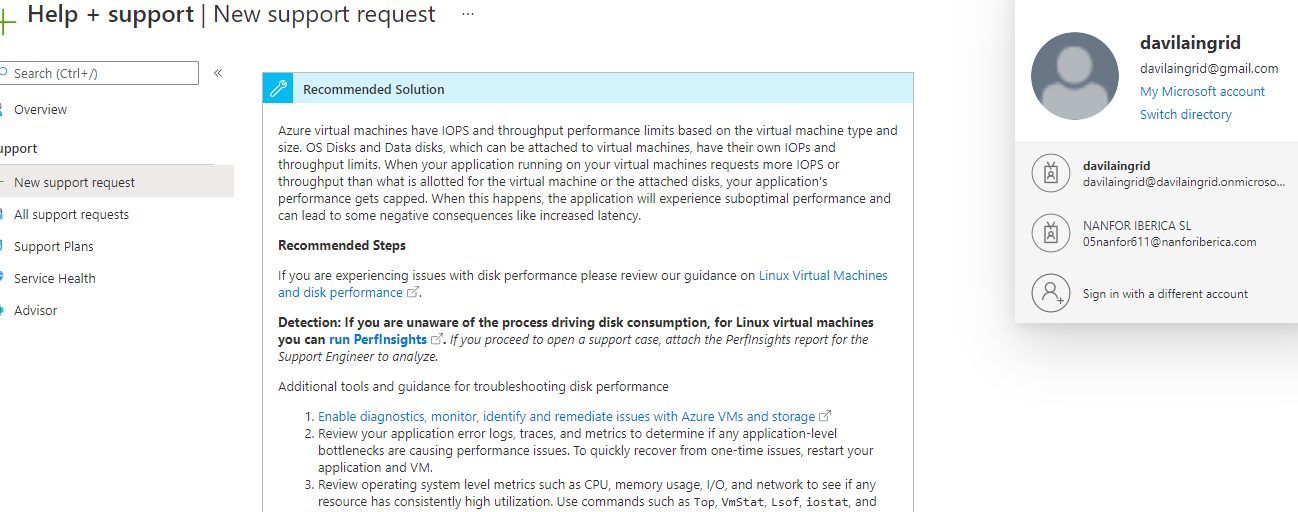 Help + support | New support request ...
Search (Ctrl+/) «
Overview
upport
New support request
All support requests
Support Plans
Service Health
Advisor
Recommended Solution
Azure virtual machines have IOPS and throughput performance limits based on the virtual machine type and
size. OS Disks and Data disks, which can be attached to virtual machines, have their own IOPs and
throughput limits. When your application running on your virtual machines requests more IOPS or
throughput than what is allotted for the virtual machine or the attached disks, your application's
performance gets capped. When this happens, the application will experience suboptimal performance and
can lead to some negative consequences like increased latency.
Recommended Steps
If you are experiencing issues with disk performance please review our guidance on Linux Virtual Machines
and disk performance.
Detection: If you are unaware of the process driving disk consumption, for Linux virtual machines
you can run PerfInsights. If you proceed to open a support case, attach the PerfInsights report for the
Support Engineer to analyze.
Additional tools and guidance for troubleshooting disk performance
1. Enable diagnostics, monitor, identify and remediate issues with Azure VMs and storage
2. Review your application error logs, traces, and metrics to determine if any application-level
bottlenecks are causing performance issues. To quickly recover from one-time issues, restart your
application and VM.
3. Review operating system level metrics such as CPU, memory usage, I/O, and network to see if any
resource has consistently high utilization. Use commands such as Top, VmStat, Lsof, iostat, and
davilaingrid
davilaingrid@gmail.com
My Microsoft account
Switch directory
davilaingrid
davilaingrid@davilaingrid.onmicroso...
NANFOR IBERICA SL
05nanfor611@nanforiberica.com
Sign in with a different account